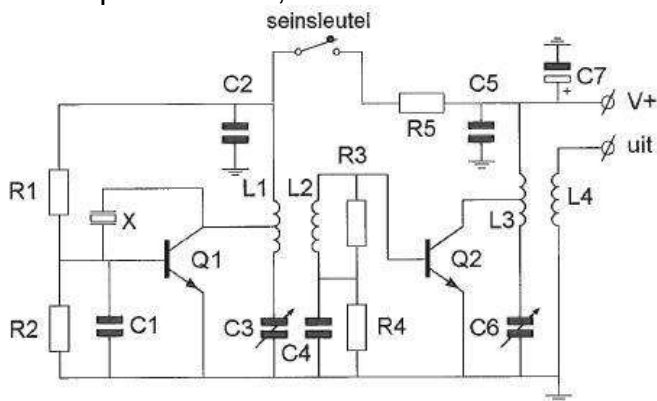 seinsleutel
C2
C5
C7
+
V+
R5
uit
R3
R1
L1
L2
L3
L4
X
Q1
Q2
R2
C1
C3
C4
R4
C6